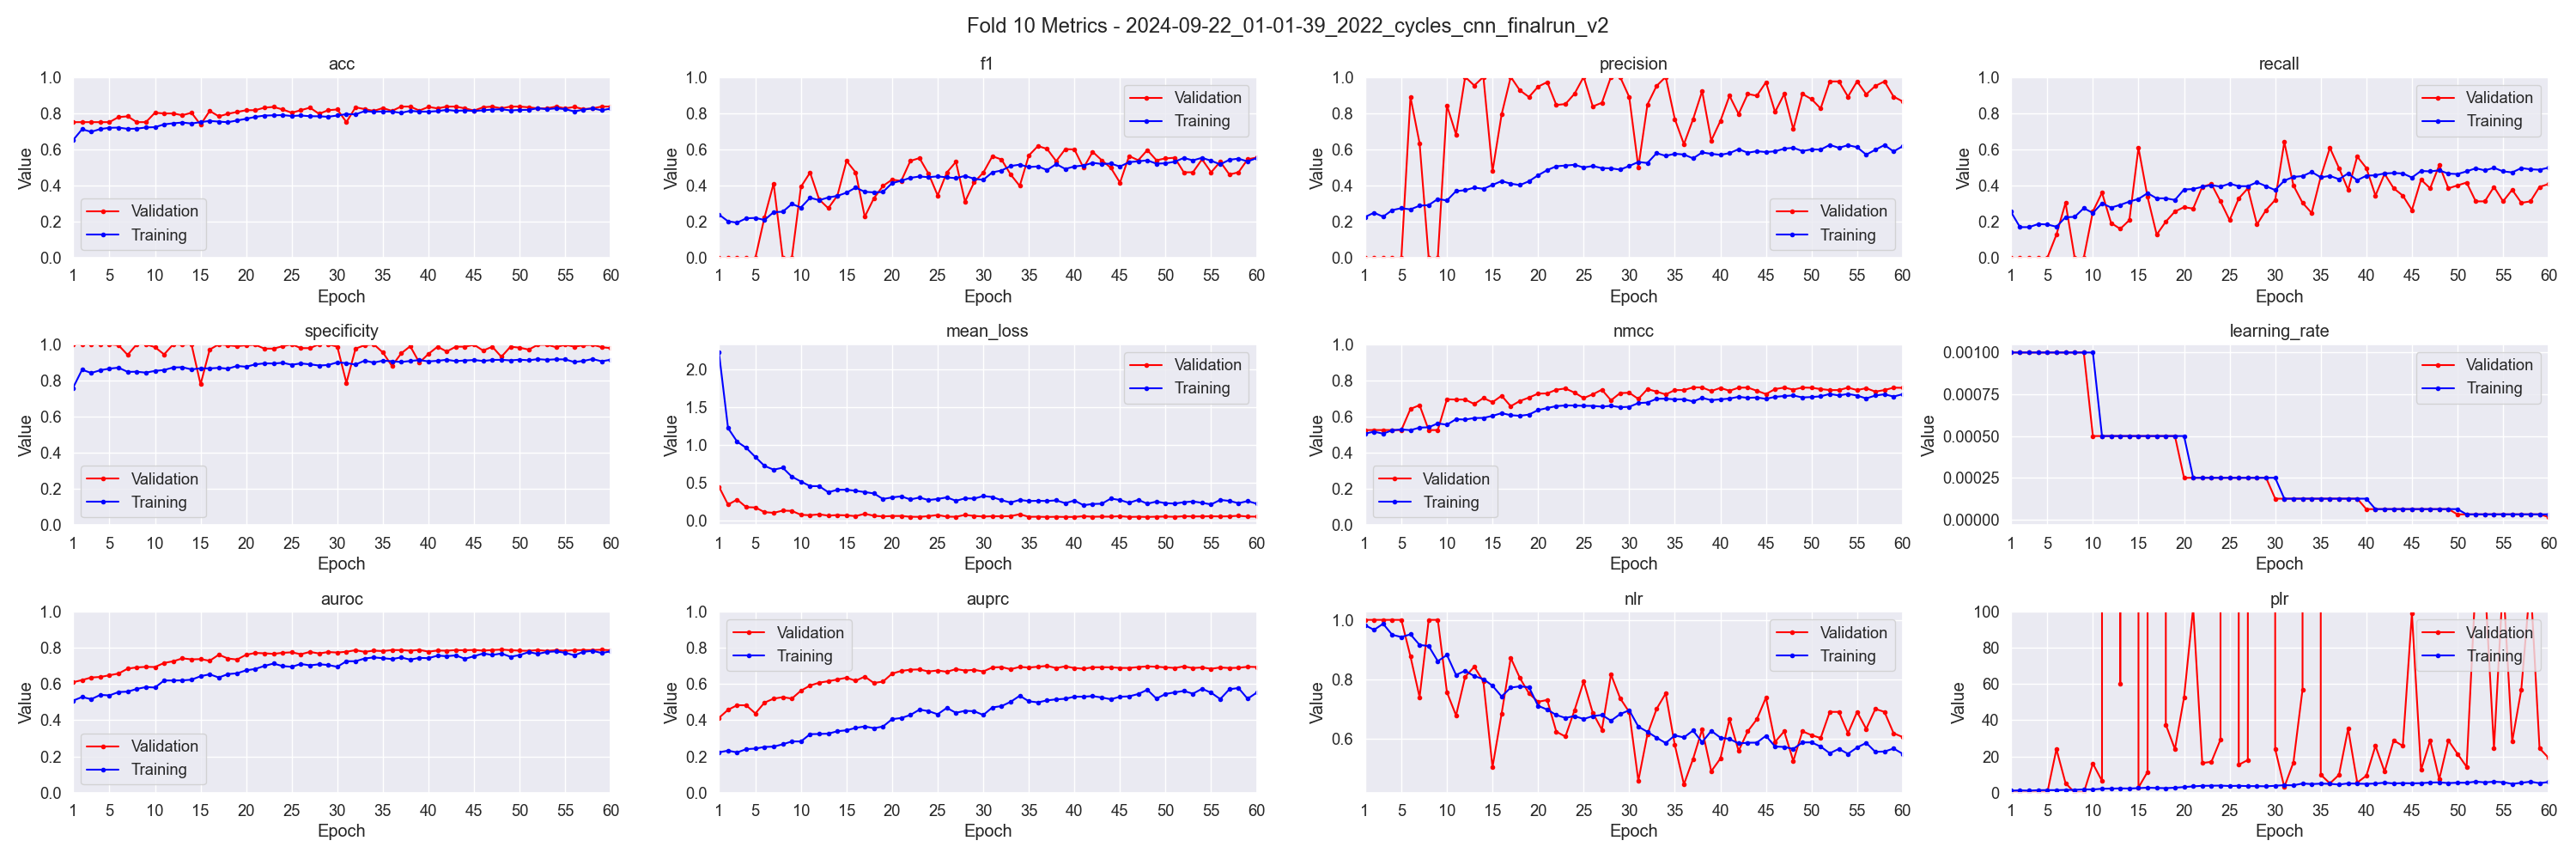 Fold 10 Metrics - 2024-09-22_01-01-39_2022_cycles_cnn_finalrun_v2
acc
Value
1.0
0.8
0.6
0.4
0.2
0.0
Validation
Training
1 5 10 15 20 25 30 35 40 45 50 55 60
Epoch
f1
Value
1.0
0.8
0.6
0.4
0.2
0.0
Validation
Training
1 5 10 15 20 25 30 35 40 45 50 55 60
Epoch
precision
Value
1.0
0.8
0.6
0.4
0.2
0.0
Validation
Training
1 5 10 15 20 25 30 35 40 45 50 55 60
Epoch
recall
Value
1.0
0.8
0.6
0.4
0.2
0.0
Validation
Training
1 5 10 15 20 25 30 35 40 45 50 55 60
Epoch
specificity
Value
1.0
0.8
0.6
0.4
0.2
0.0
Validation
Training
1 5 10 15 20 25 30 35 40 45 50 55 60
Epoch
mean_loss
Value
2.0
1.5
1.0
0.5
0.0
Validation
Training
1 5 10 15 20 25 30 35 40 45 50 55 60
Epoch
nmcc
Value
1.0
0.8
0.6
0.4
0.2
0.0
Validation
Training
1 5 10 15 20 25 30 35 40 45 50 55 60
Epoch
learning_rate
Value
0.00100
0.00075
0.00050
0.00025
0.00000
Validation
Training
1 5 10 15 20 25 30 35 40 45 50 55 60
Epoch
auroc
Value
1.0
0.8
0.6
0.4
0.2
0.0
Validation
Training
1 5 10 15 20 25 30 35 40 45 50 55 60
Epoch
auprc
Value
1.0
0.8
0.6
0.4
0.2
0.0
Validation
Training
1 5 10 15 20 25 30 35 40 45 50 55 60
Epoch
nlr
Value
1.0
0.8
0.6
Validation
Training
1 5 10 15 20 25 30 35 40 45 50 55 60
Epoch
plr
Value
100
80
60
40
20
0
Validation
Training
1 5 10 15 20 25 30 35 40 45 50 55 60
Epoch